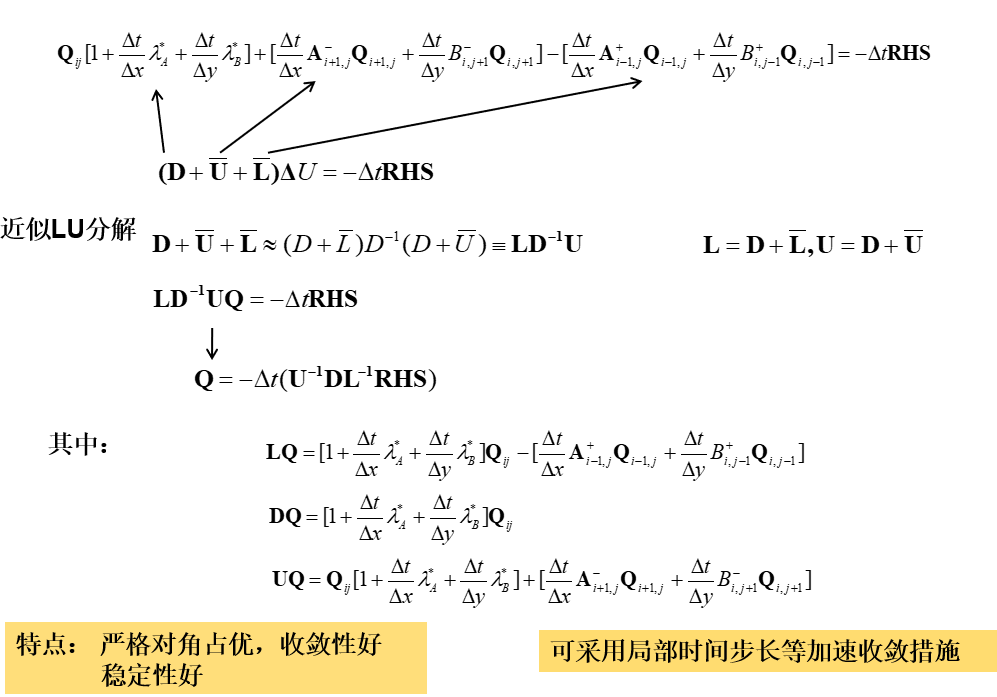 $\mathbf{Q}_{ij}[1+\frac{\Delta t}{\Delta x}\lambda_A^*+\frac{\Delta t}{\Delta y}\lambda_B^*]+[\frac{\Delta t}{\Delta x}\mathbf{A}_{i+1,j}^-\mathbf{Q}_{i+1,j}+\frac{\Delta t}{\Delta y}B_{i,j+1}^-\mathbf{Q}_{i,j+1}]-[\frac{\Delta t}{\Delta x}\mathbf{A}_{i-1,j}^+\mathbf{Q}_{i-1,j}+\frac{\Delta t}{\Delta y}B_{i,j-1}^+\mathbf{Q}_{i,j-1}]=-\Delta t\mathbf{RHS}$
$(\mathbf{D}+\overline{\mathbf{U}}+\overline{\mathbf{L}})\mathbf{\Delta}U=-\Delta t\mathbf{RHS}$
近似LU分解 $\mathbf{D}+\overline{\mathbf{U}}+\overline{\mathbf{L}}\approx(D+\overline{L})D^{-1}(D+\overline{U})\equiv\mathbf{LD}^{-1}\mathbf{U}$ $\mathbf{L}=\mathbf{D}+\overline{\mathbf{L}},\mathbf{U}=\mathbf{D}+\overline{\mathbf{U}}$
$\mathbf{LD}^{-1}\mathbf{UQ}=-\Delta t\mathbf{RHS}$
$\mathbf{Q}=-\Delta t(\mathbf{U}^{-1}\mathbf{DL}^{-1}\mathbf{RHS})$
其中： $\mathbf{LQ}=[1+\frac{\Delta t}{\Delta x}\lambda_A^*+\frac{\Delta t}{\Delta y}\lambda_B^*]\mathbf{Q}_{ij}-[\frac{\Delta t}{\Delta x}\mathbf{A}_{i-1,j}^+\mathbf{Q}_{i-1,j}+\frac{\Delta t}{\Delta y}B_{i,j-1}^+\mathbf{Q}_{i,j-1}]$
$\mathbf{DQ}=[1+\frac{\Delta t}{\Delta x}\lambda_A^*+\frac{\Delta t}{\Delta y}\lambda_B^*]\mathbf{Q}_{ij}$
$\mathbf{UQ}=\mathbf{Q}_{ij}[1+\frac{\Delta t}{\Delta x}\lambda_A^*+\frac{\Delta t}{\Delta y}\lambda_B^*]+[\frac{\Delta t}{\Delta x}\mathbf{A}_{i+1,j}^-\mathbf{Q}_{i+1,j}+\frac{\Delta t}{\Delta y}B_{i,j+1}^-\mathbf{Q}_{i,j+1}]$
特点： 严格对角占优，收敛性好
稳定性好
可采用局部时间步长等加速收敛措施